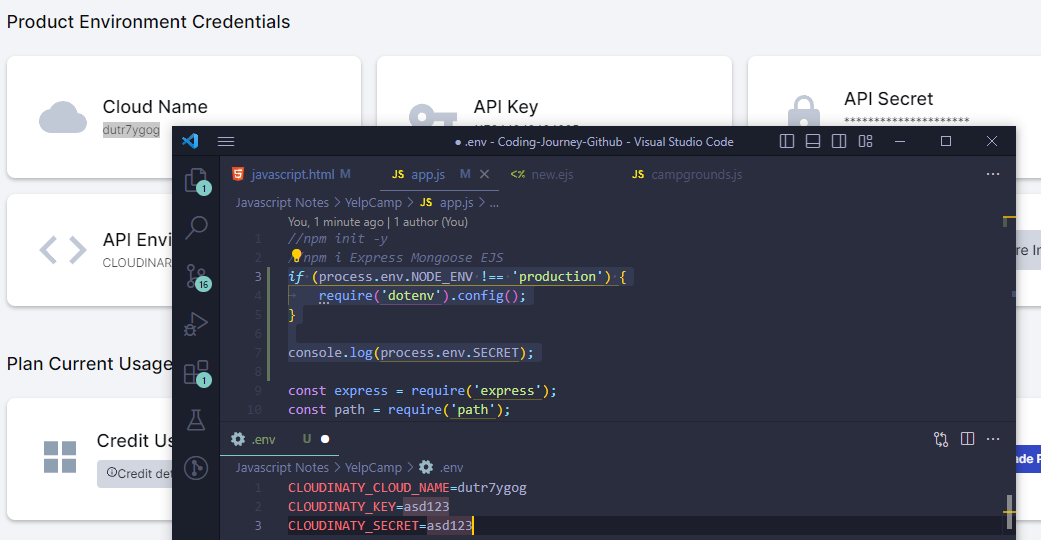 Product Environment Credentials
Cloud Name
dutr7ygog
API Key
API Secret
*********************
.env - Coding-Journey-Github - Visual Studio Code
javascript.html M
JS app.js M
<% new.ejs
JS campgrounds.js
Javascript Notes > YelpCamp > JS app.js > ...
You, 1 minute ago | 1 author (You)
1 //npm init -y
2 //npm i Express Mongoose EJS
3 if (process.env.NODE_ENV !== 'production') {
4 require('dotenv').config();
5 }
6
7 console.log(process.env.SECRET);
8
9 const express = require('express');
10 const path = require('path');
1
16
1
API Envi
CLOUDINAR
e In
Plan Current Usage
Credit Us
Credit det
de P
.env U
Javascript Notes > YelpCamp > .env
1 CLOUDINATY_CLOUD_NAME=dutr7ygog
2 CLOUDINATY_KEY=asd123
3 CLOUDINATY_SECRET=asd123